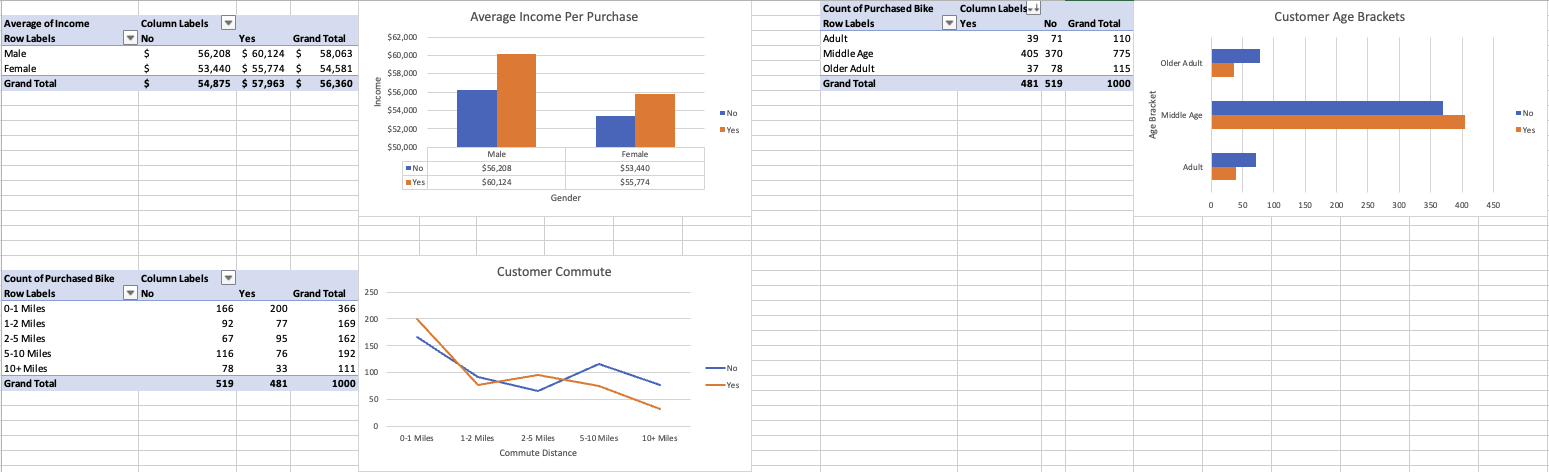 Average of Income Column Labels
Row Labels No Yes Grand Total
Male $ 56,208 $ 60,124 $ 58,063
Female $ 53,440 $ 55,774 $ 54,581
Grand Total $ 54,875 $ 57,963 $ 56,360
Average Income Per Purchase
$62,000
$60,000
$58,000
$56,000
$54,000
$52,000
$50,000
Income
Male Female
No $56,208 $53,440
Yes $60,124 $55,774
Gender
No
Yes
Count of Purchased Bike Column Labels
Row Labels Yes No Grand Total
Adult 39 71 110
Middle Age 405 370 775
Older Adult 37 78 115
Grand Total 481 519 1000
Customer Age Brackets
Age Bracket
Older Adult
Middle Age
Adult
0 50 100 150 200 250 300 350 400 450
No
Yes
Count of Purchased Bike Column Labels
Row Labels No Yes Grand Total
0-1 Miles 166 200 366
1-2 Miles 92 77 169
2-5 Miles 67 95 162
5-10 Miles 116 76 192
10+ Miles 78 33 111
Grand Total 519 481 1000
Customer Commute
250
200
150
100
50
0
0-1 Miles 1-2 Miles 2-5 Miles 5-10 Miles 10+ Miles
Commute Distance
No
Yes